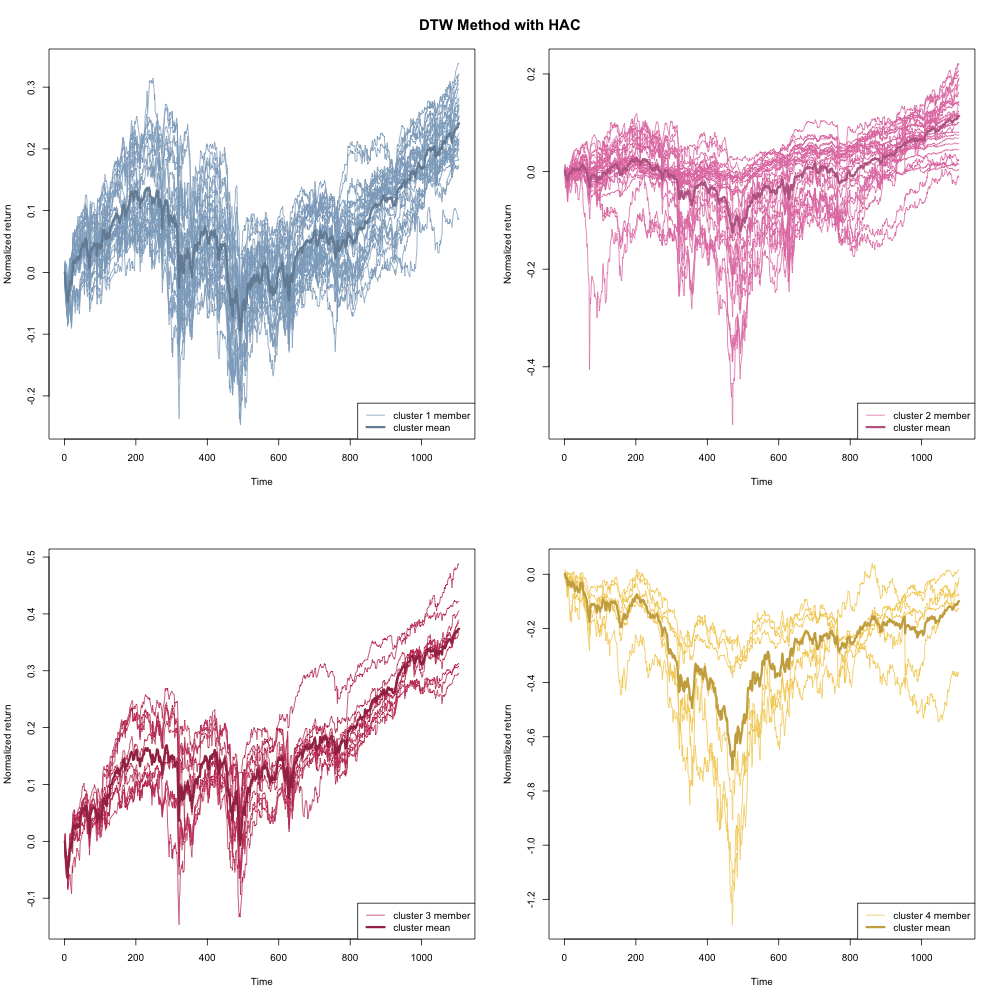 DTW Method with HAC
Normalized return
0.3
0.2
0.1
0.0
-0.1
-0.2
cluster 1 member
cluster mean
0 200 400 600 800 1000
Time
Normalized return
0.2
0.0
-0.2
-0.4
cluster 2 member
cluster mean
0 200 400 600 800 1000
Time
Normalized return
0.5
0.4
0.3
0.2
0.1
0.0
-0.1
cluster 3 member
cluster mean
0 200 400 600 800 1000
Time
Normalized return
0.0
-0.2
-0.4
-0.6
-0.8
-1.0
-1.2
cluster 4 member
cluster mean
0 200 400 600 800 1000
Time